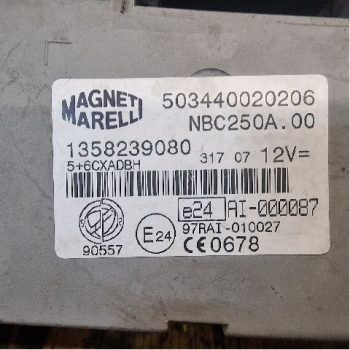 MAGNETI
MARELLI
503440020206
NBC250A.00
1358239080 317 07 12V=
5+6CXADBH
e24 AI-000087
97RAI-010027
90557
E24
CE0678